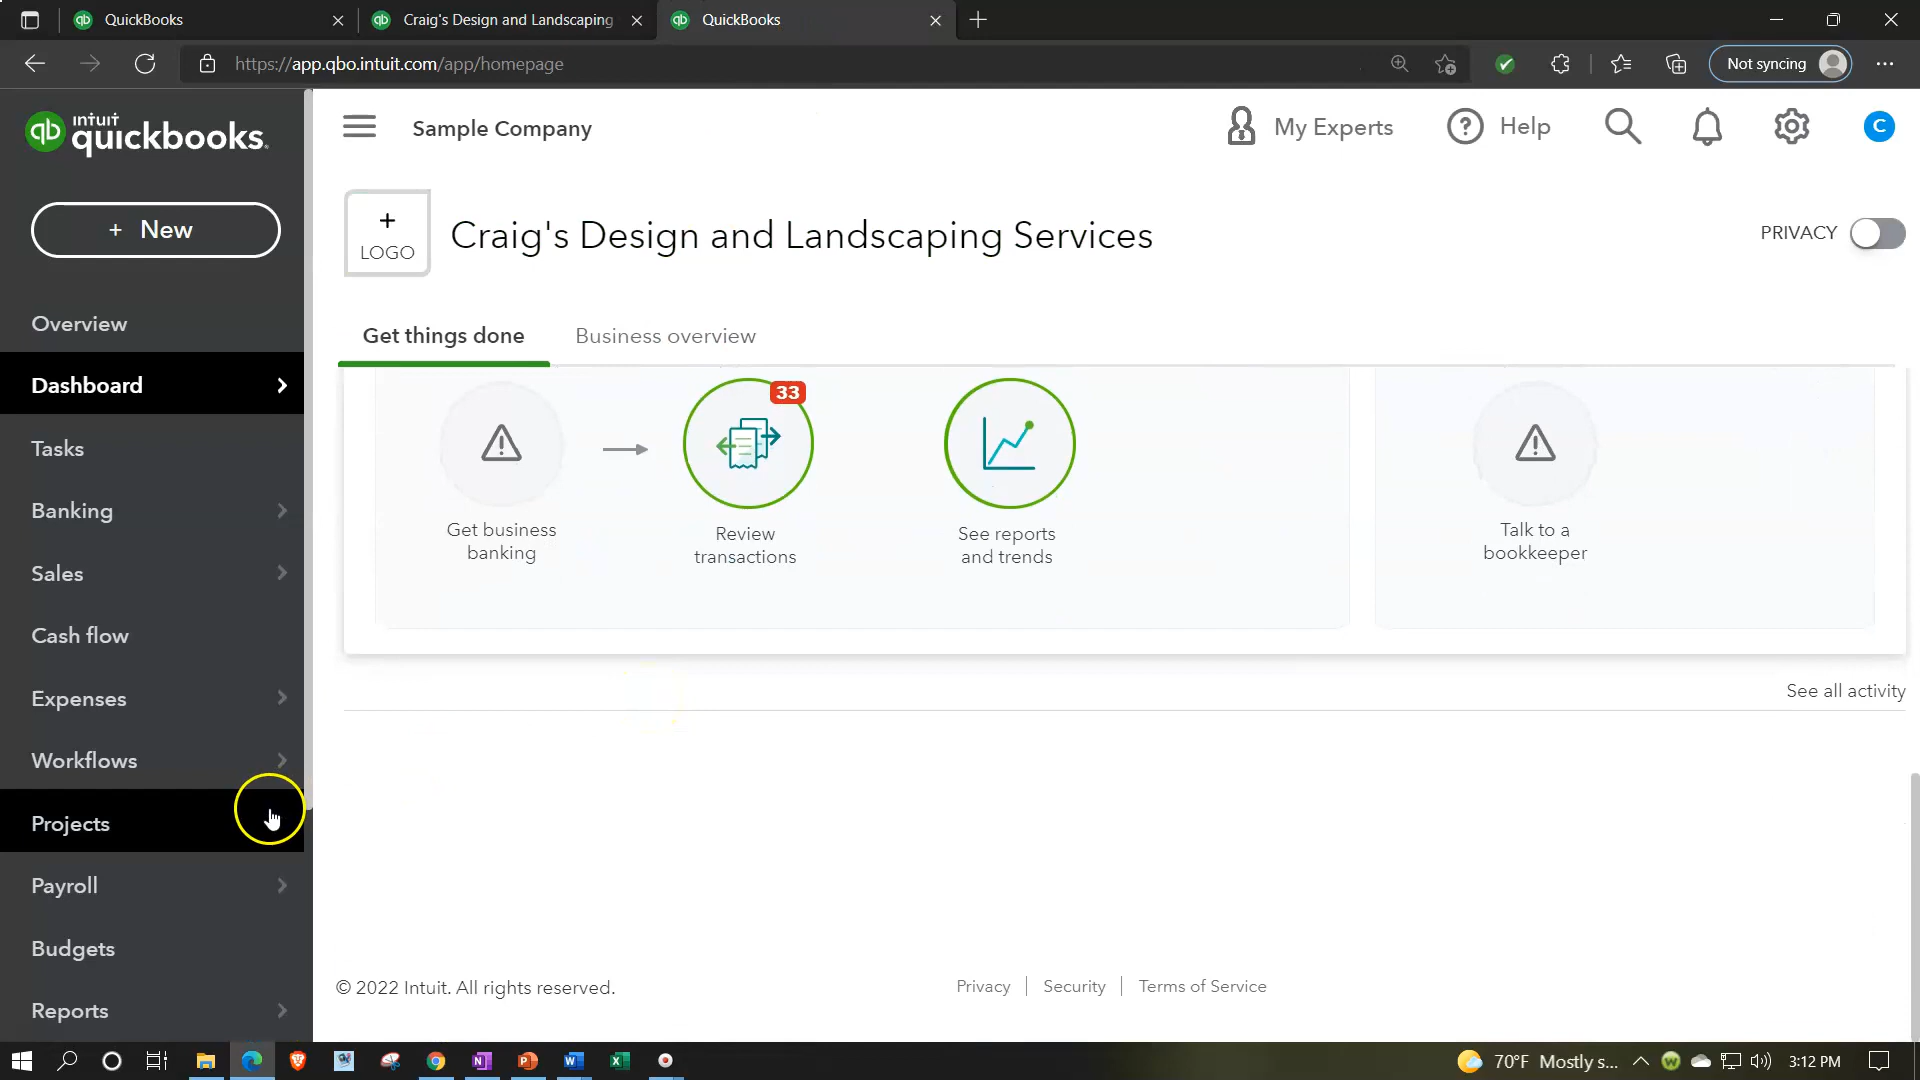 QuickBooks
Craig's Design and Landscaping
QuickBooks
https://app.qbo.intuit.com/app/homepage
Not syncing
intuit
quickbooks.
Sample Company
My Experts
Help
C
+ New
+
LOGO
Craig's Design and Landscaping Services
PRIVACY
Overview
Dashboard
Tasks
Banking
Sales
Cash flow
Expenses
Workflows
Projects
Payroll
Budgets
Reports
Get things done
Business overview
33
Get business
banking
Review
transactions
See reports
and trends
Talk to a
bookkeeper
See all activity
© 2022 Intuit. All rights reserved.
Privacy
Security
Terms of Service
70°F Mostly s...
3:12 PM